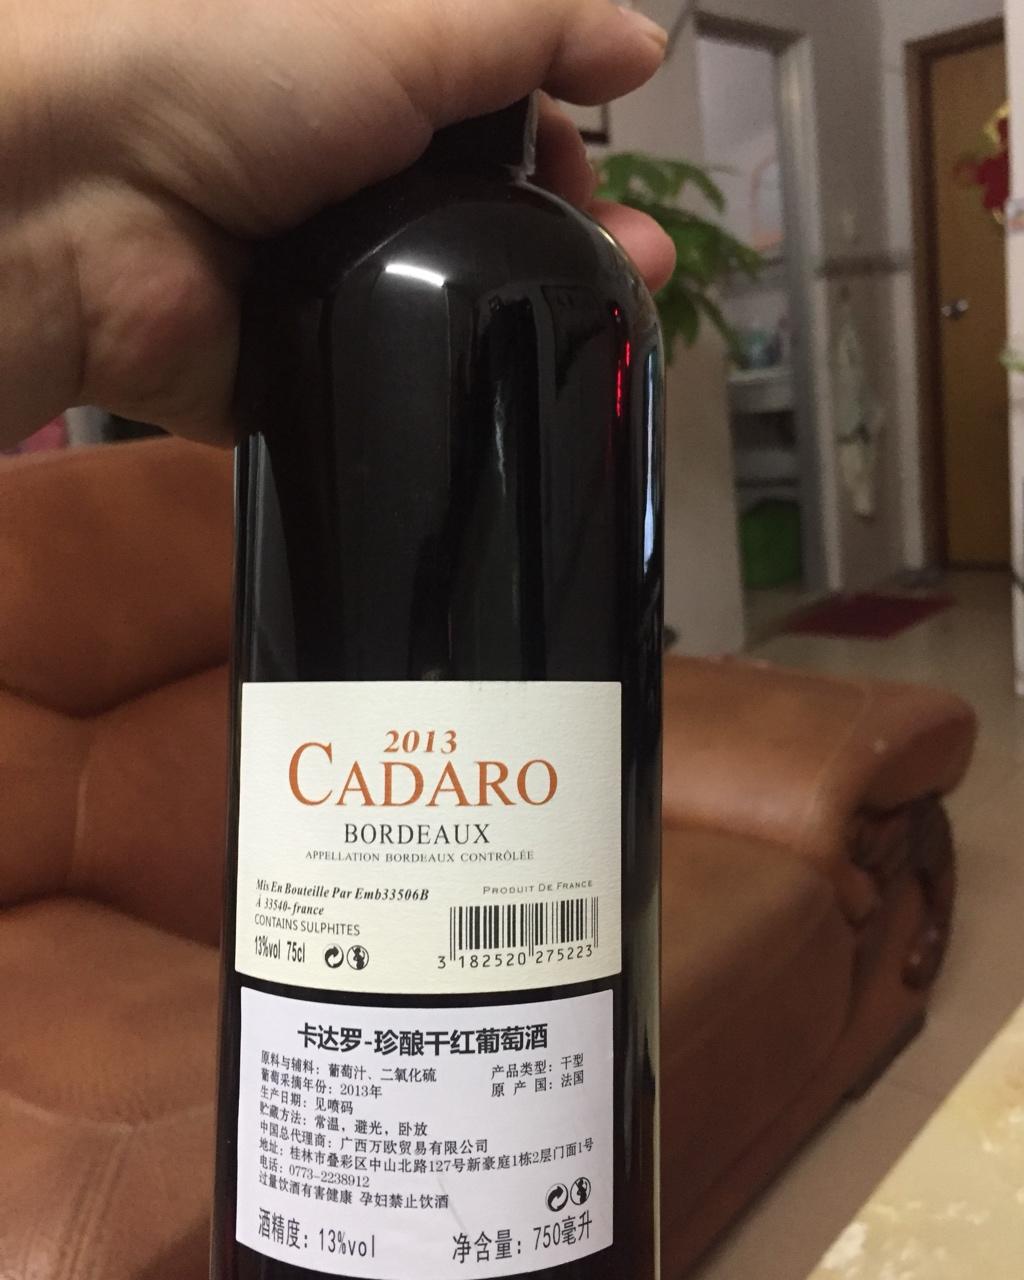 2013
CADARO
BORDEAUX
APPELLATION BORDEAUX CONTRÔLÉE
Mis En Bouteille Par Emb33506B
À 33540-france
CONTAINS SULPHITES
13%vol 75cl
PRODUIT DE FRANCE
3 182520 275223
卡达罗-珍酿干红葡萄酒
原料与辅料：葡萄汁、二氧化硫
产品类型：干型
葡萄采摘年份：2013年
原 产 国：法国
生产日期：见喷码
贮藏方法：常温，避光，卧放
中国总代理商：广西万欧贸易有限公司
地址：桂林市叠彩区中山北路127号新豪庭1栋2层门面1号
电话：0773-2238912
过量饮酒有害健康 孕妇禁止饮酒
酒精度：13%vol
净含量：750毫升